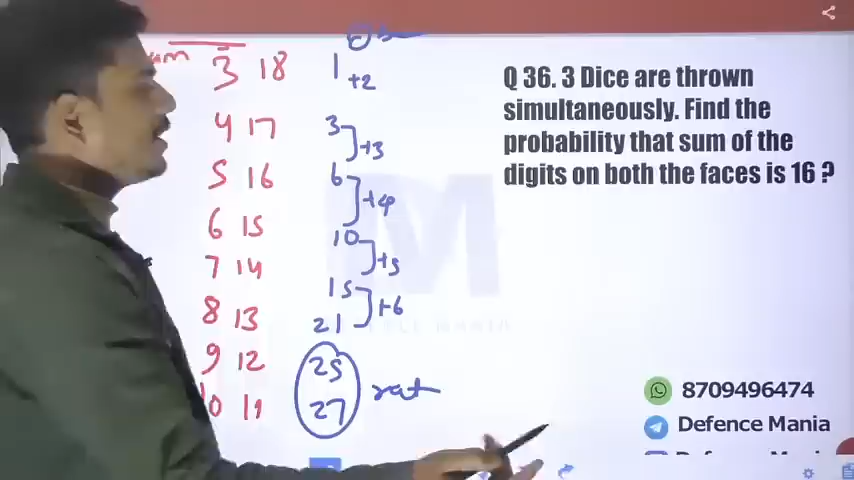 3 18 1
+2
4 17 3
+3
5 16 6
+4
6 15 10
+5
7 14 15
+6
8 13 21
9 12 25
10 11 27
rat
Q 36. 3 Dice are thrown
simultaneously. Find the
probability that sum of the
digits on both the faces is 16 ?
8709496474
Defence Mania